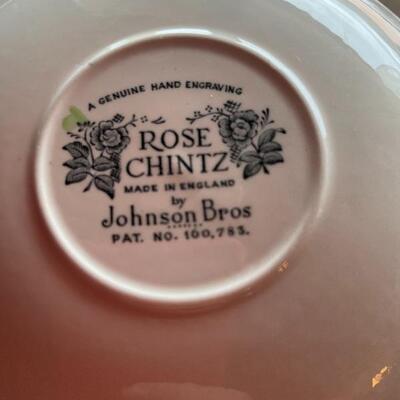 A GENUINE HAND ENGRAVING
ROSE
CHINTZ
MADE IN ENGLAND
by
Johnson Bros
PAT. NO. 100,783.